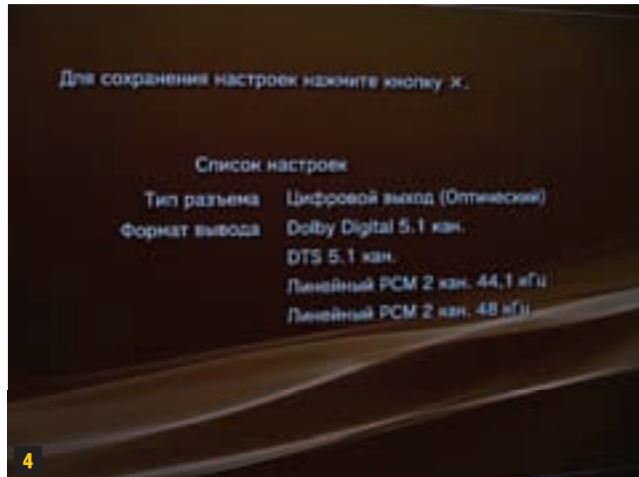 Для сохранения настроек нажмите кнопку ×.
Список настроек
Тип разъема Цифровой выход (Оптический)
Формат вывода Dolby Digital 5.1 кан.
DTS 5.1 кан.
Линейный PCM 2 кан. 44,1 кГц
Линейный PCM 2 кан. 48 кГц
4